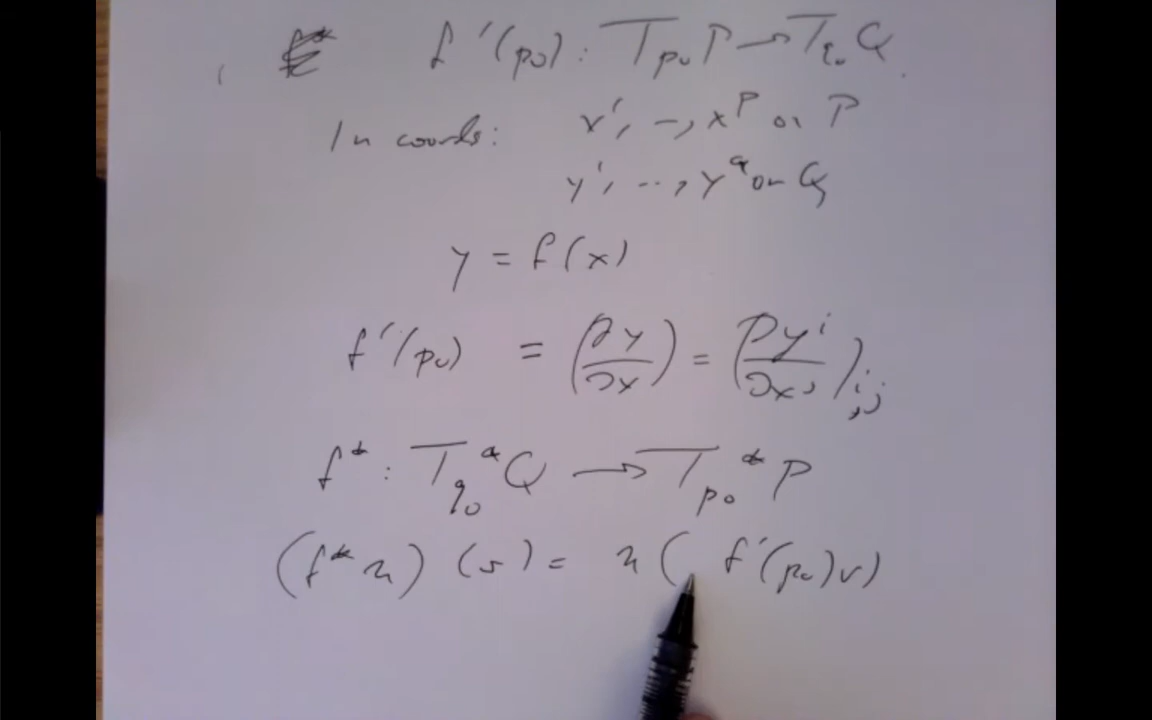 f'(p₀) : T_{p₀}P → T_{q₀}Q.
In coords: x¹, –, x^p on P
y¹, ..., y^q on Q
y = f(x)
f'(p₀) = (∂y/∂x) = (∂yⁱ/∂xʲ)_{i,j}
f* : T_{q₀}*Q → T_{p₀}*P
(f*η)(v) = η(f'(p₀)v)